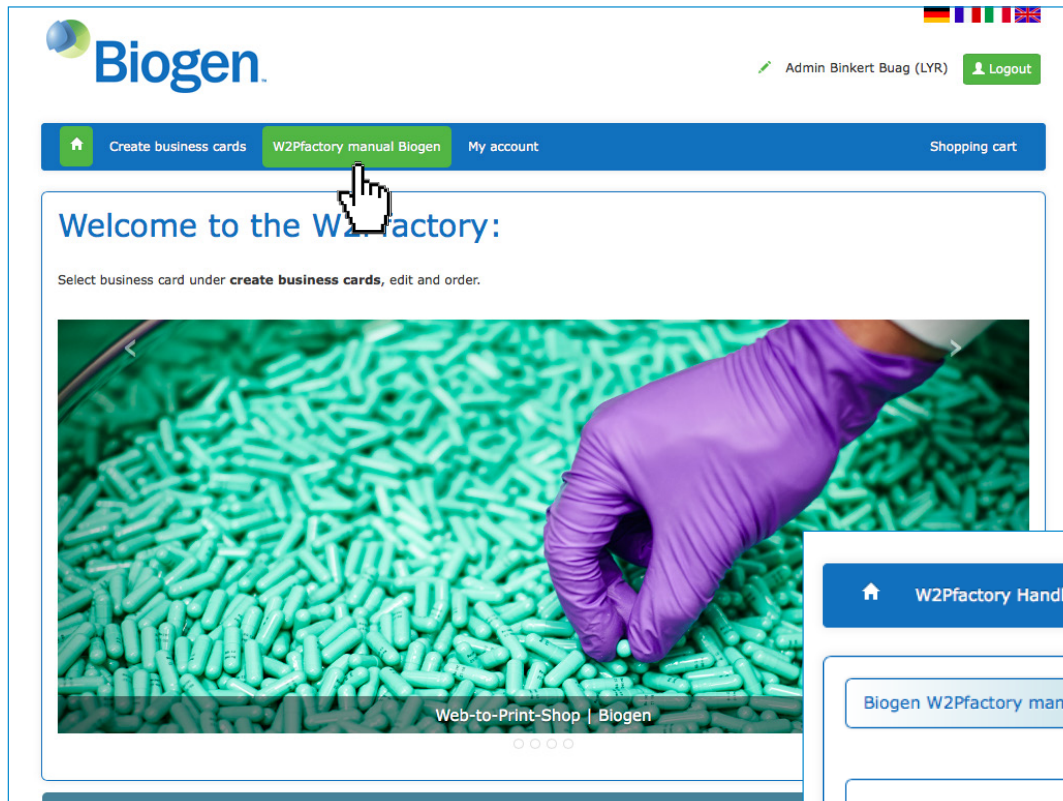 Biogen
Admin Binkert Buag (LYR)
Logout
Create business cards
W2Pfactory manual Biogen
My account
Shopping cart
Welcome to the W2Pfactory:
Select business card under create business cards, edit and order.
Web-to-Print-Shop | Biogen
W2Pfactory Hand
Biogen W2Pfactory man